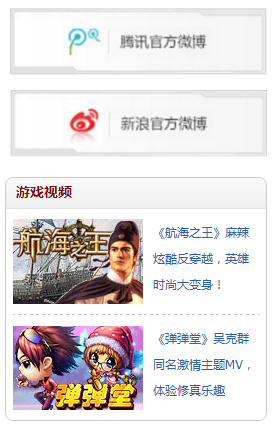 腾讯官方微博
新浪官方微博
游戏视频
航海之王
《航海之王》麻辣
炫酷反穿越，英雄
时尚大变身！
弹弹堂
《弹弹堂》吴克群
同名激情主题MV，
体验修真乐趣